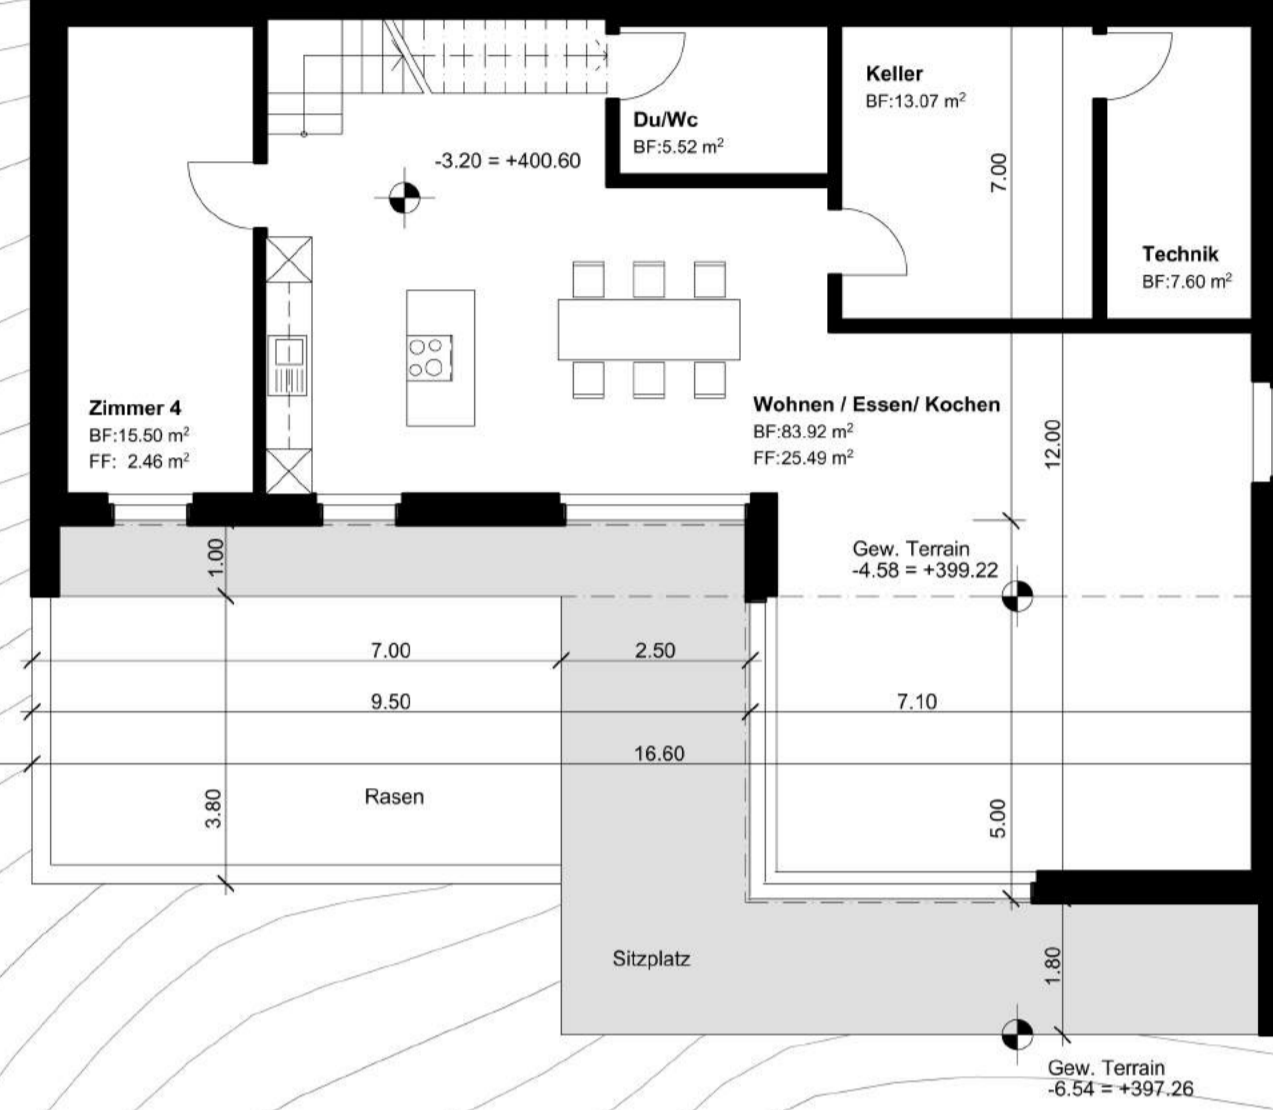 Keller
BF:13.07 m²
Du/Wc
BF:5.52 m²
-3.20 = +400.60
7.00
Technik
BF:7.60 m²
Zimmer 4
BF:15.50 m²
FF: 2.46 m²
Wohnen / Essen/ Kochen
BF:83.92 m²
FF:25.49 m²
12.00
1.00
Gew. Terrain
-4.58 = +399.22
7.00
2.50
9.50
7.10
16.60
Rasen
3.80
5.00
Sitzplatz
1.80
Gew. Terrain
-6.54 = +397.26